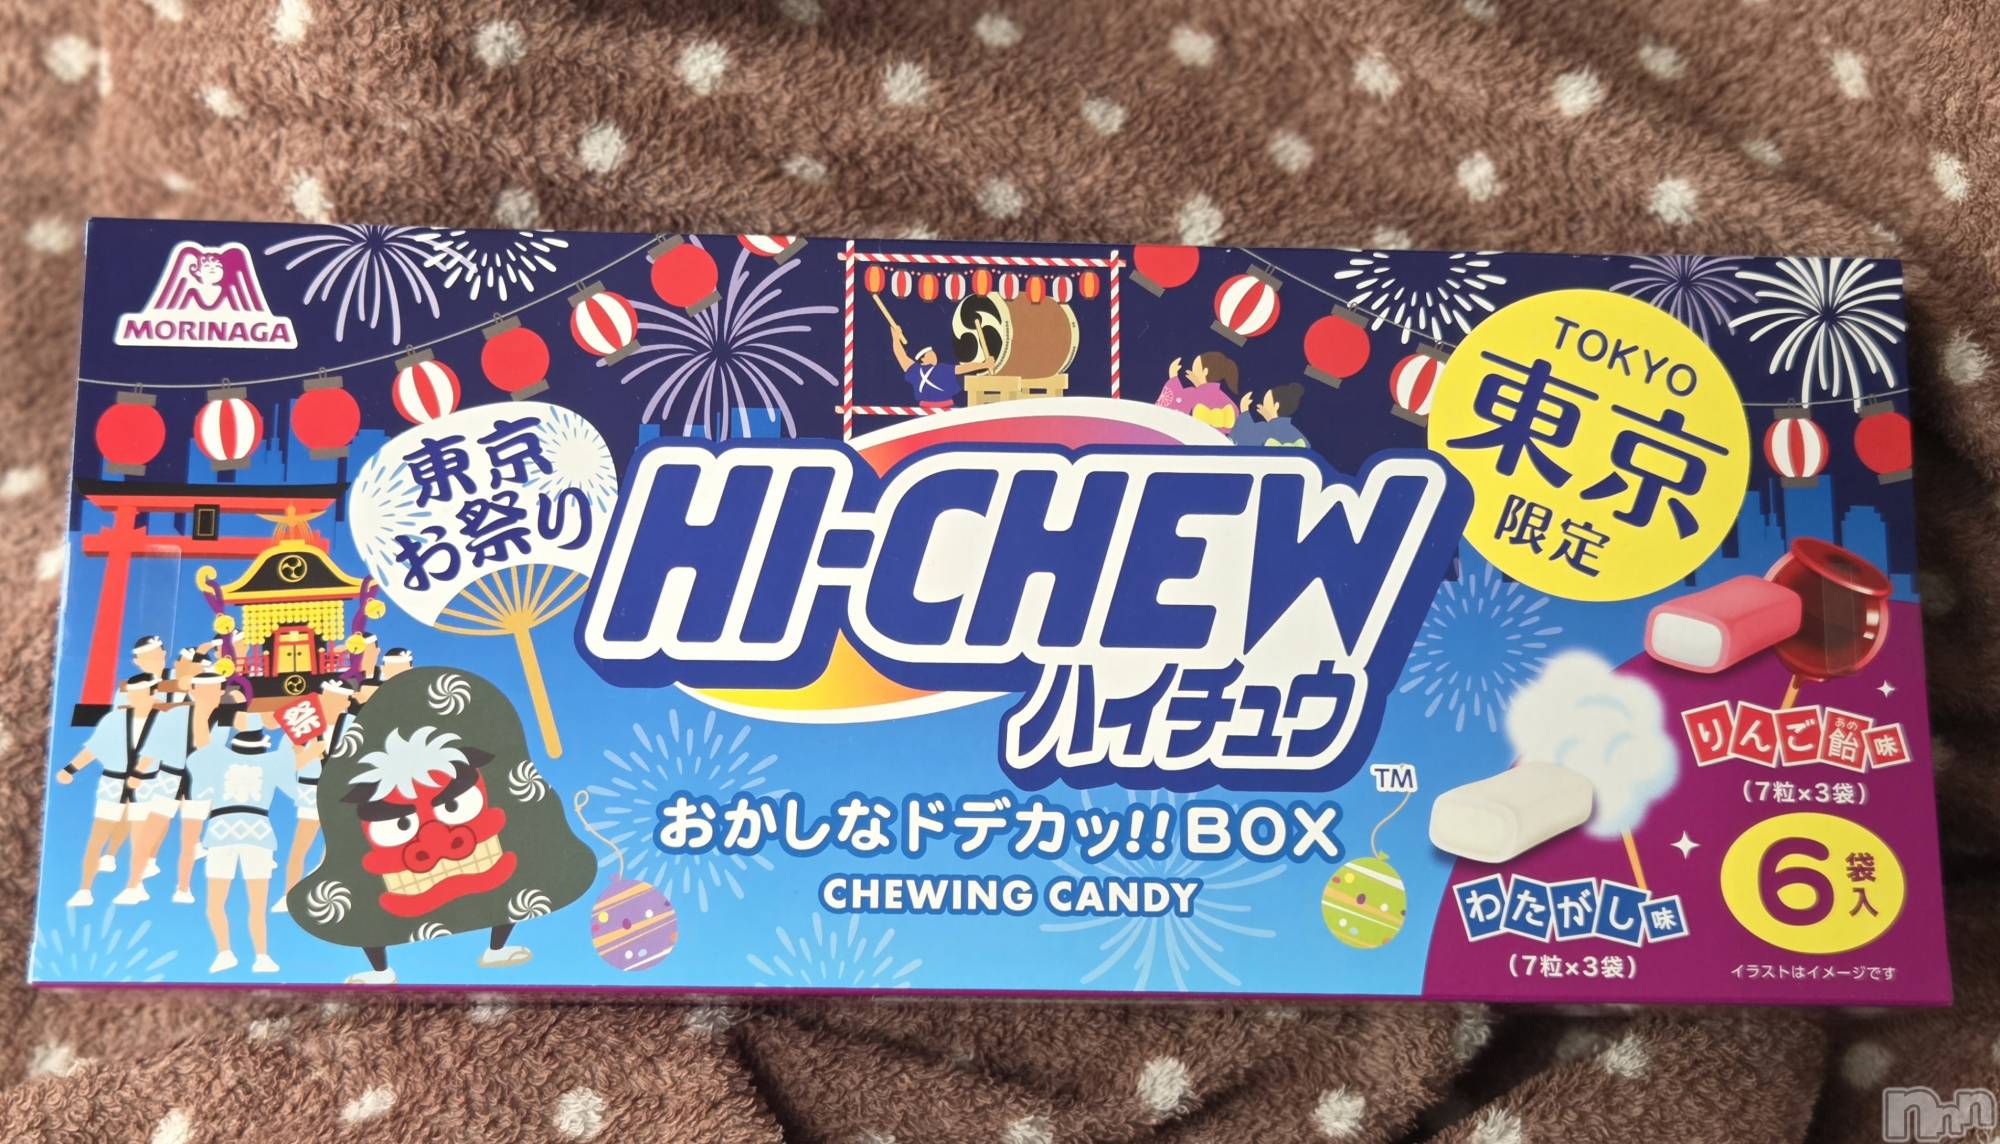 MORINAGA
東京
お祭り
祭
祭
HI-CHEW
ハイチュウ
TM
おかしなドデカッ!!BOX
CHEWING CANDY
TOKYO
東京
限定
りんご飴味
あめ
(7粒×3袋)
わたがし味
(7粒×3袋)
6袋入
イラストはイメージです
nnn